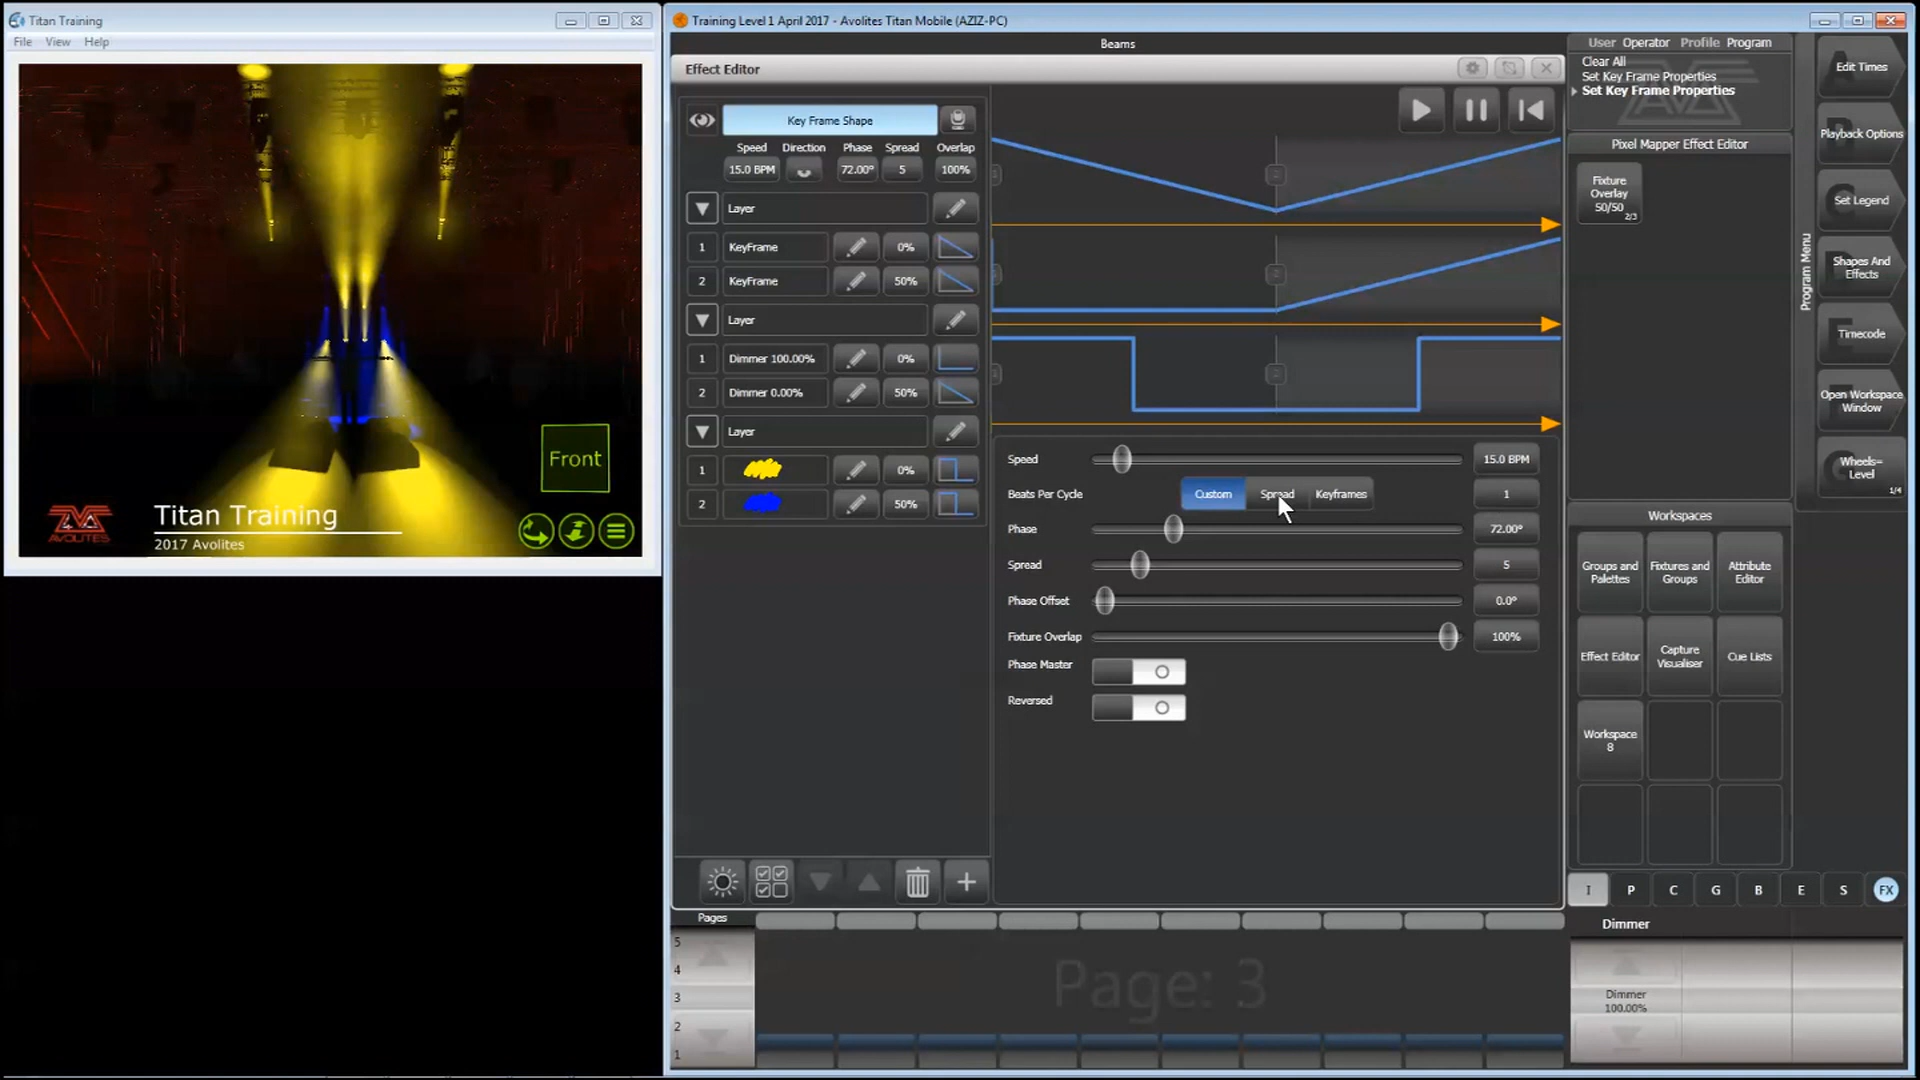 Titan Training
File View Help
Front
Titan Training
2017 Avolites
AVOLITES
Training Level 1 April 2017 - Avolites Titan Mobile (AZIZ-PC)
Beams
Effect Editor
Key Frame Shape
Speed Direction Phase Spread Overlap
15.0 BPM 72.00° 5 100%
Layer
1 KeyFrame 0%
2 KeyFrame 50%
Layer
1 Dimmer 100.00% 0%
2 Dimmer 0.00% 50%
Layer
1 0%
2 50%
Speed 15.0 BPM
Beats Per Cycle Custom Spread Keyframes 1
Phase 72.00°
Spread 5
Phase Offset 0.0°
Fixture Overlap 100%
Phase Master
Reversed
Pages
5
4
3
2
1
Page: 3
User Operator Profile Program
Clear All
Set Key Frame Properties
Set Key Frame Properties
Pixel Mapper Effect Editor
Fixture
Overlay
50/50
2/3
Workspaces
Groups and
Palettes
Fixtures and
Groups
Attribute
Editor
Effect Editor
Capture
Visualiser
Cue Lists
Workspace
8
I P C G B E S FX
Dimmer
Dimmer
100.00%
Program Menu
A
Edit Times
B
Playback Options
C
Set Legend
D
Shapes And
Effects
E
Timecode
F
Open Workspace
Window
G
Wheels=
Level
1/4